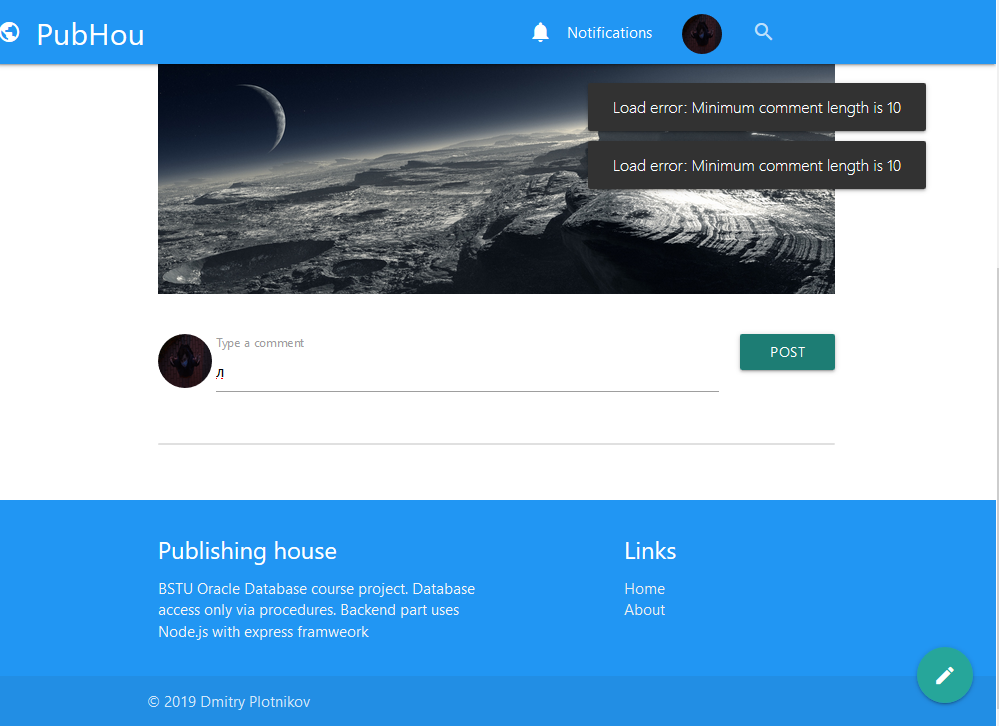 PubHou
Notifications
Load error: Minimum comment length is 10
Load error: Minimum comment length is 10
Type a comment
л
POST
Publishing house
BSTU Oracle Database course project. Database
access only via procedures. Backend part uses
Node.js with express framweork
Links
Home
About
© 2019 Dmitry Plotnikov